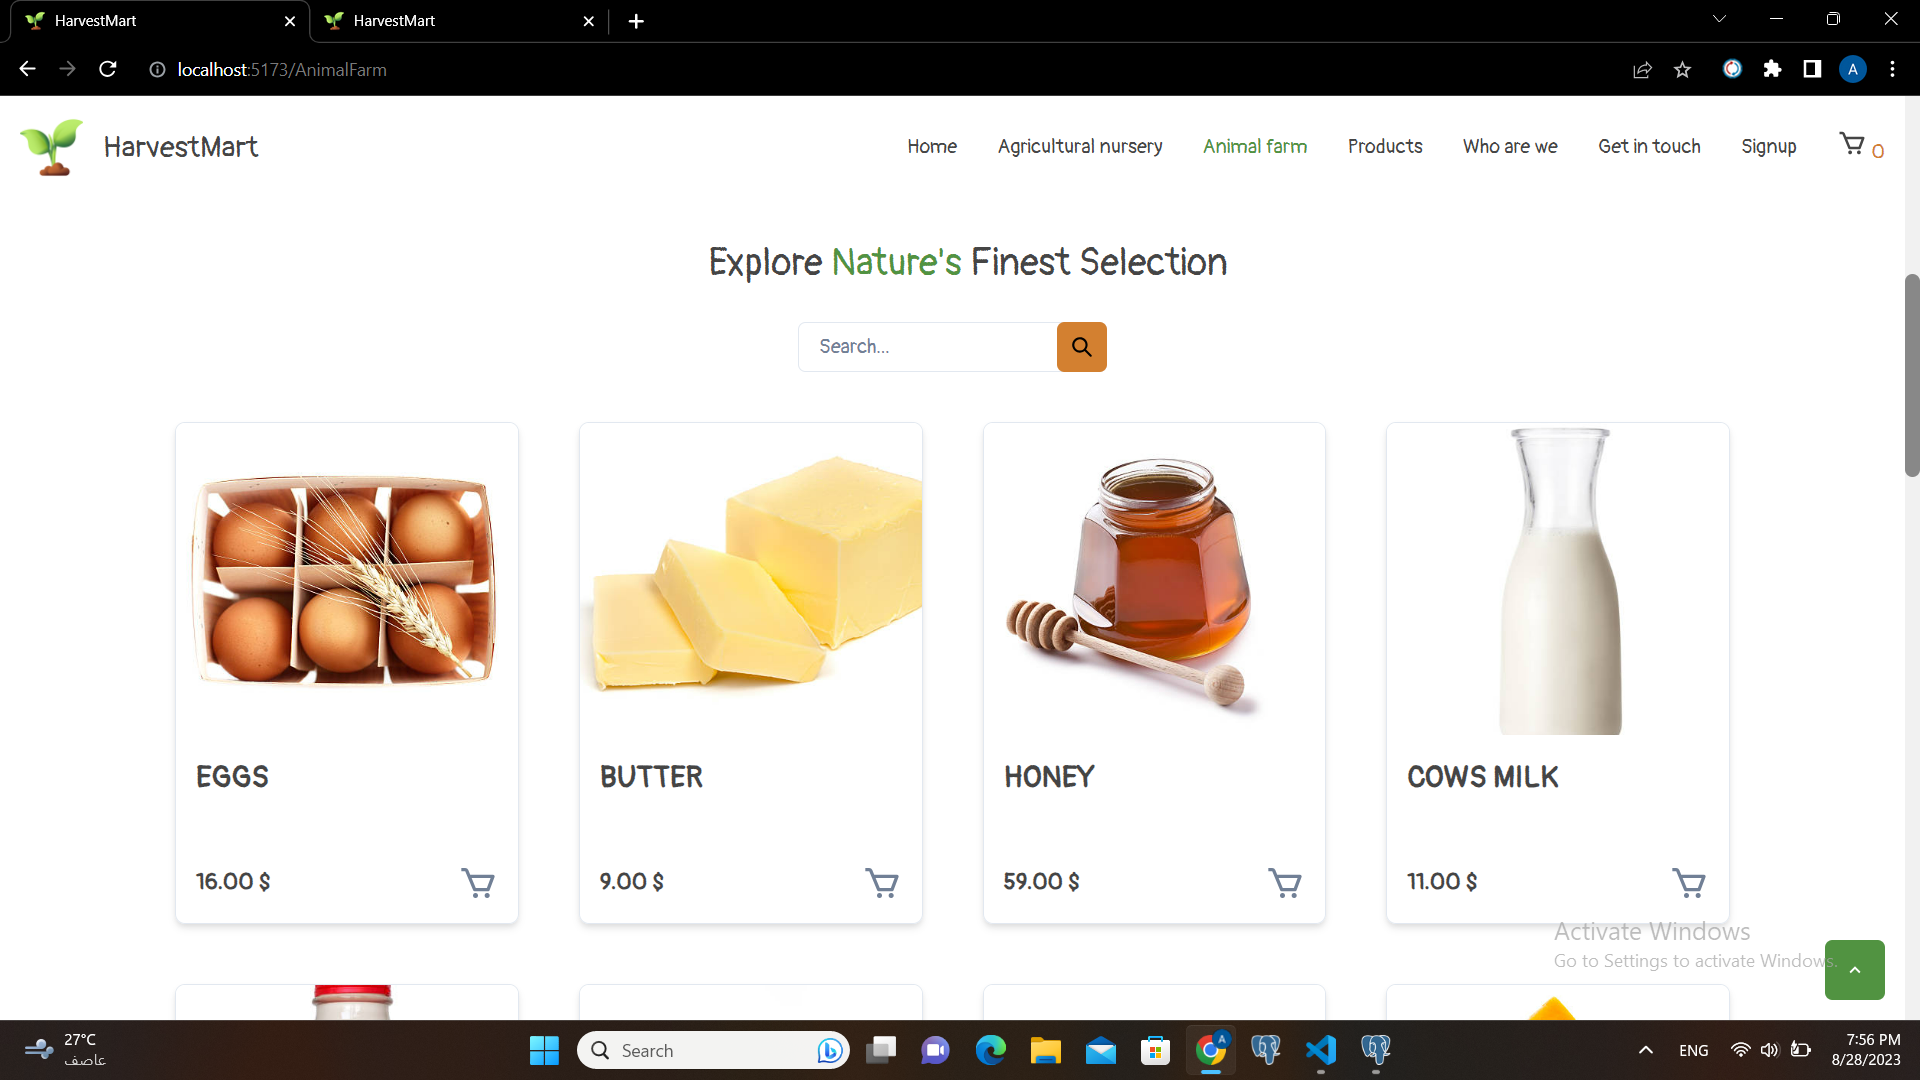 HarvestMart
HarvestMart
localhost:5173/AnimalFarm
A
HarvestMart
Home
Agricultural nursery
Animal farm
Products
Who are we
Get in touch
Signup
0
Explore Nature's Finest Selection
Search...
EGGS
BUTTER
HONEY
COWS MILK
16.00 $
9.00 $
59.00 $
11.00 $
Activate Windows
Go to Settings to activate Windows.
27°C
عاصف
Search
A
ENG
7:56 PM
8/28/2023